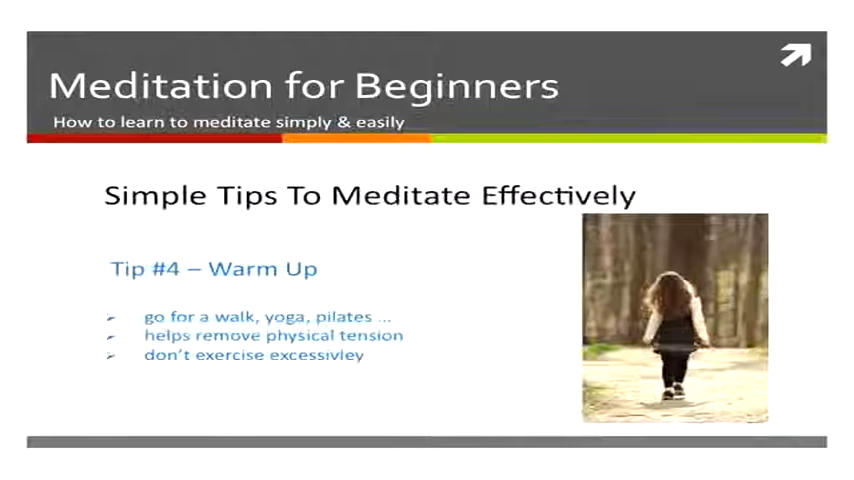 Meditation for Beginners
How to learn to meditate simply & easily
Simple Tips To Meditate Effectively
Tip #4 – Warm Up
go for a walk, yoga, pilates ...
helps remove physical tension
don't exercise excessivley